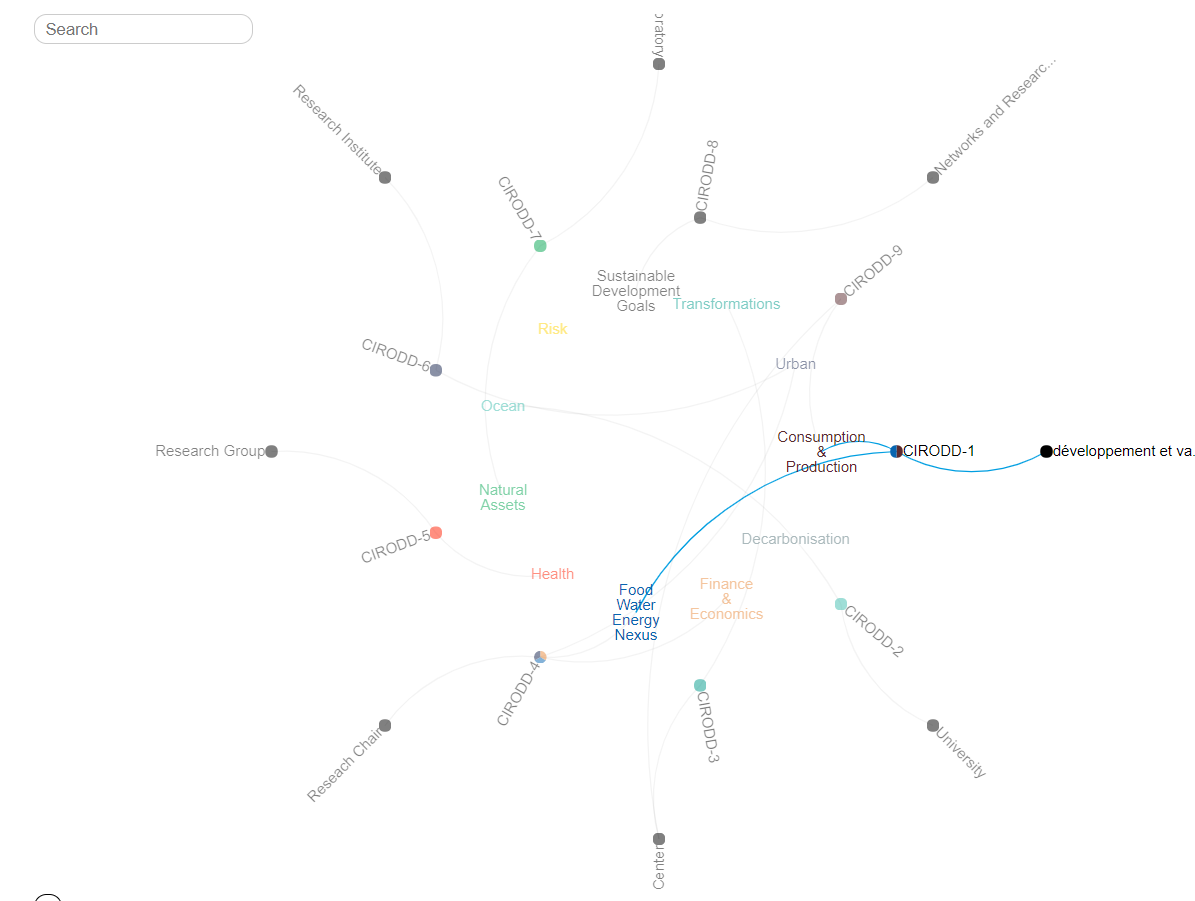 Search
oratory
Networks and Researc...
Research Institute
CIRODD-8
CIRODD-7
CIRODD-9
Sustainable
Development
Goals
Transformations
Risk
CIRODD-6
Urban
Ocean
Research Group
Consumption
&
Production
CIRODD-1
développement et va.
Natural
Assets
CIRODD-5
Decarbonisation
Health
Food
Water
Energy
Nexus
Finance
&
Economics
CIRODD-2
CIRODD-4
CIRODD-3
Reseach Chair
University
Center